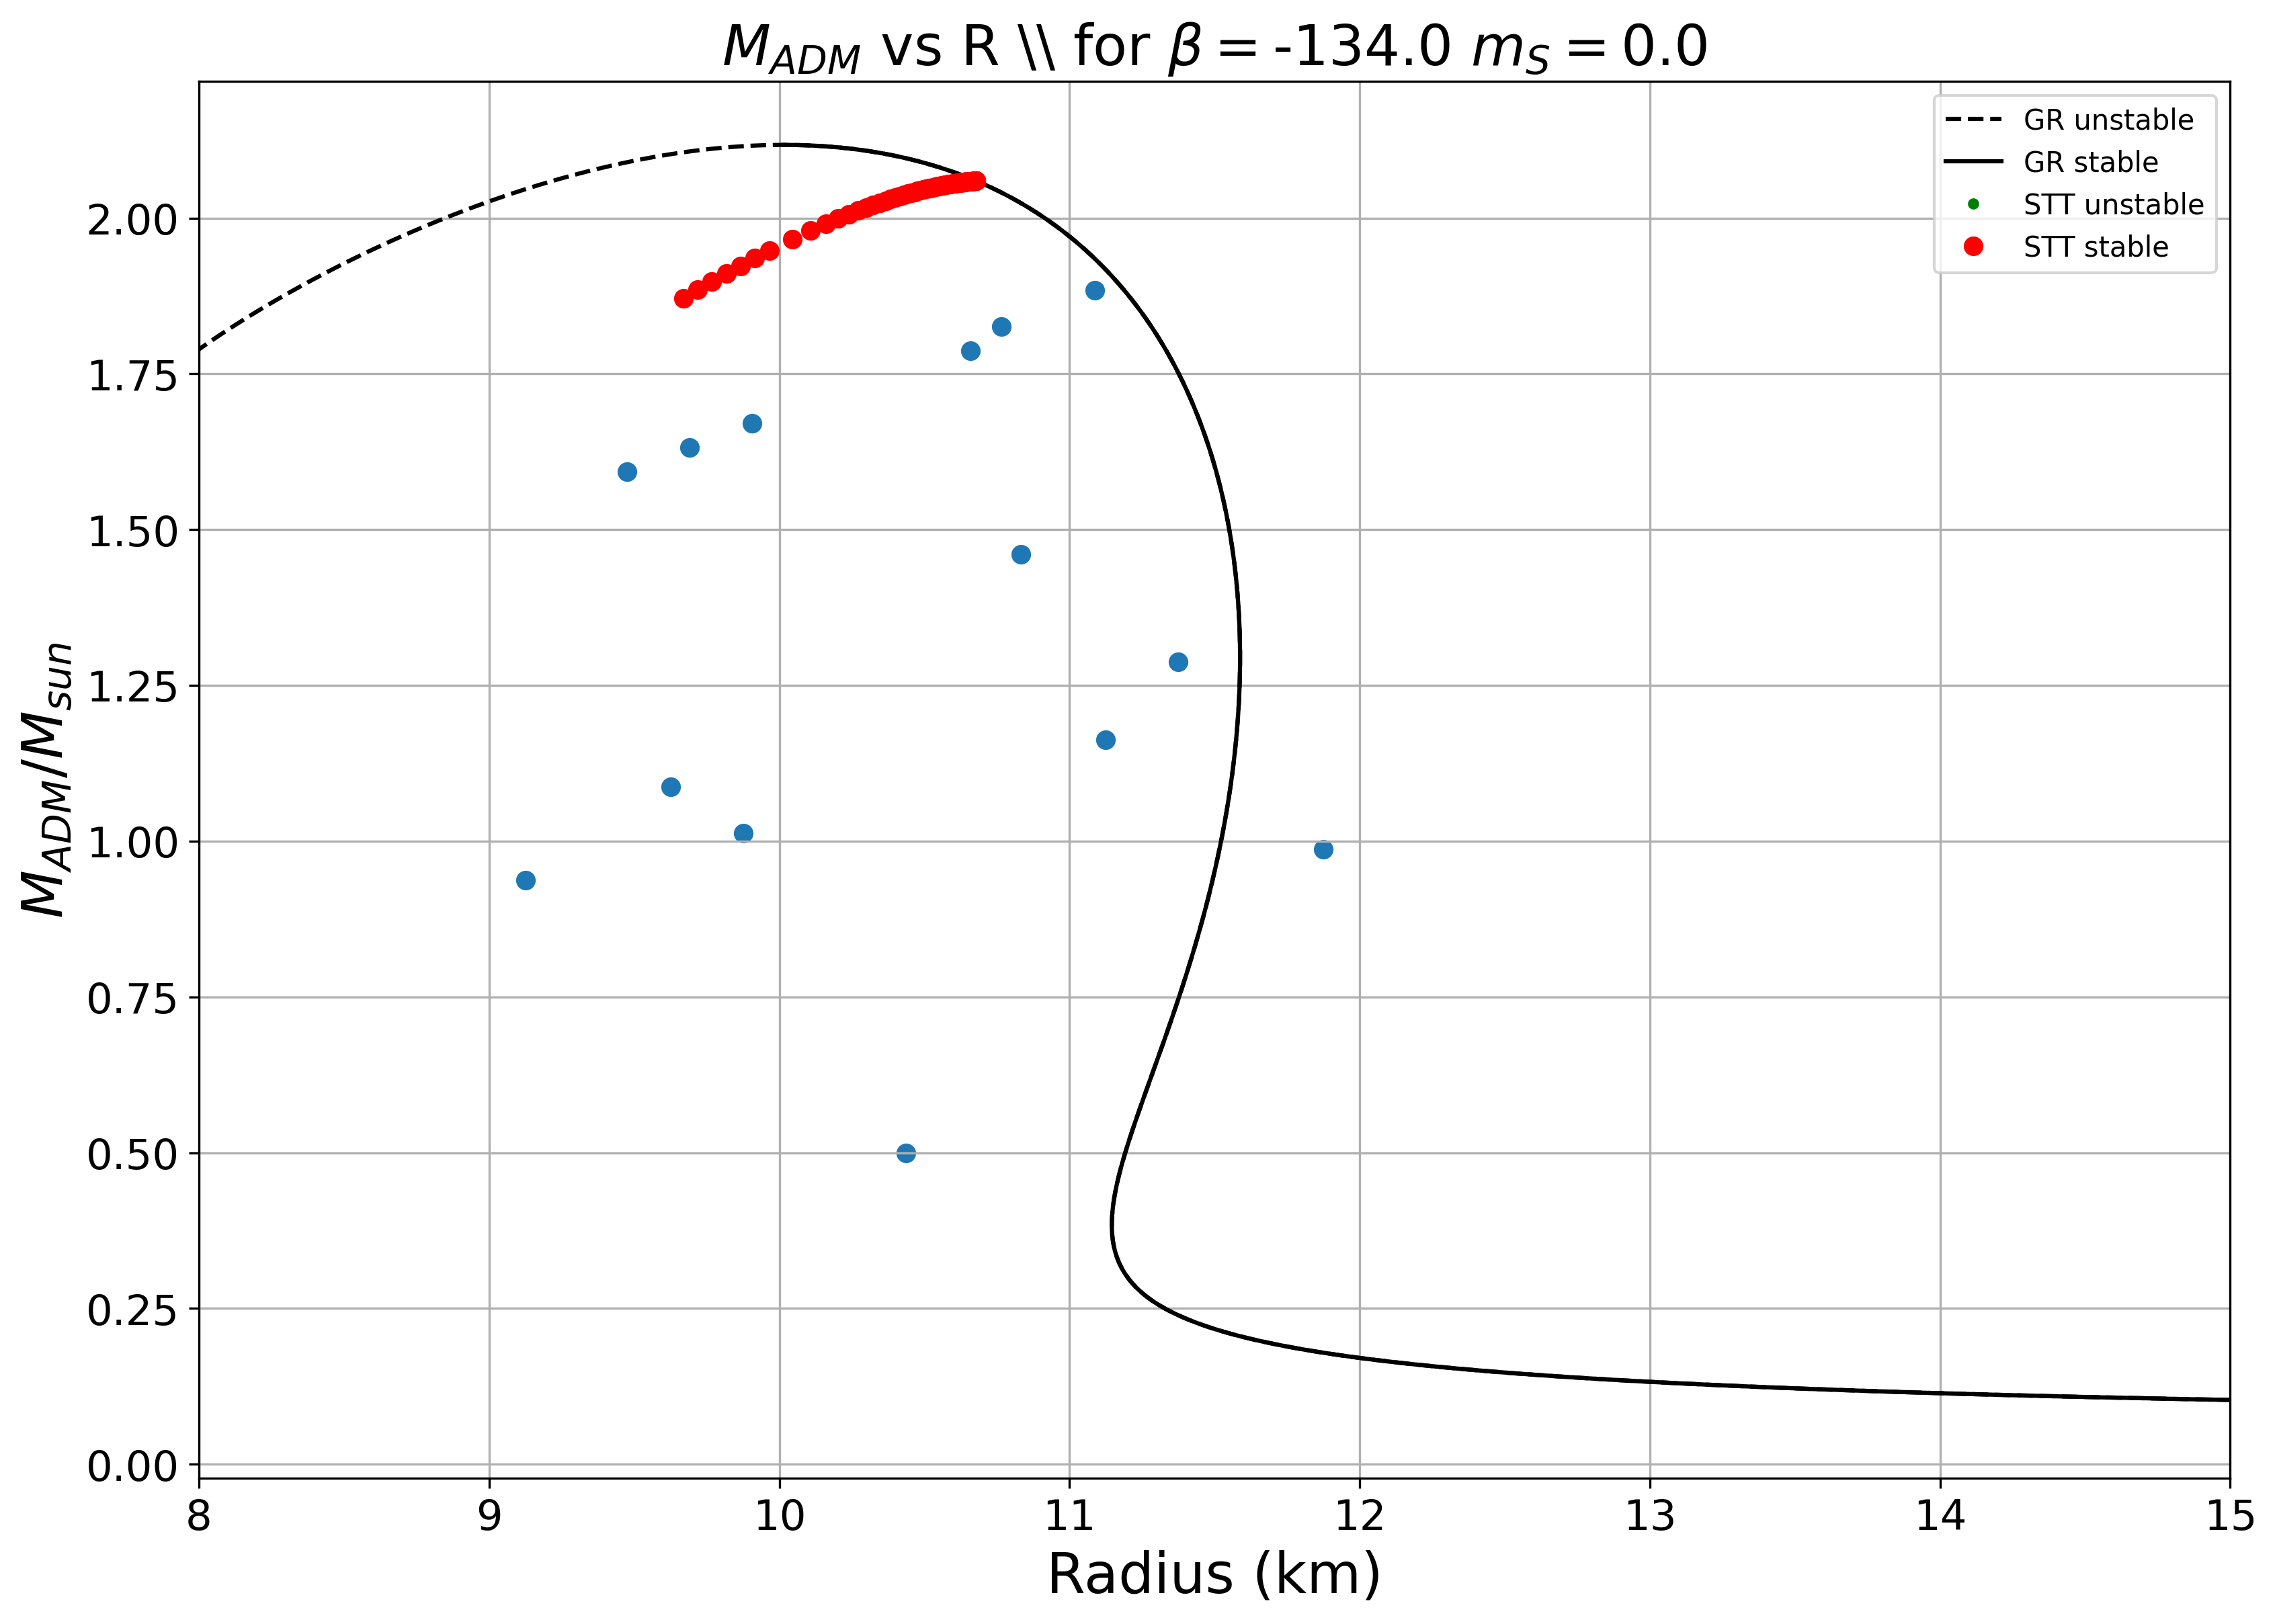 M_ADM vs R \\ for β = -134.0 m_S = 0.0
GR unstable
GR stable
STT unstable
STT stable
M_ADM/M_sun
2.00
1.75
1.50
1.25
1.00
0.75
0.50
0.25
0.00
8 9 10 11 12 13 14 15
Radius (km)